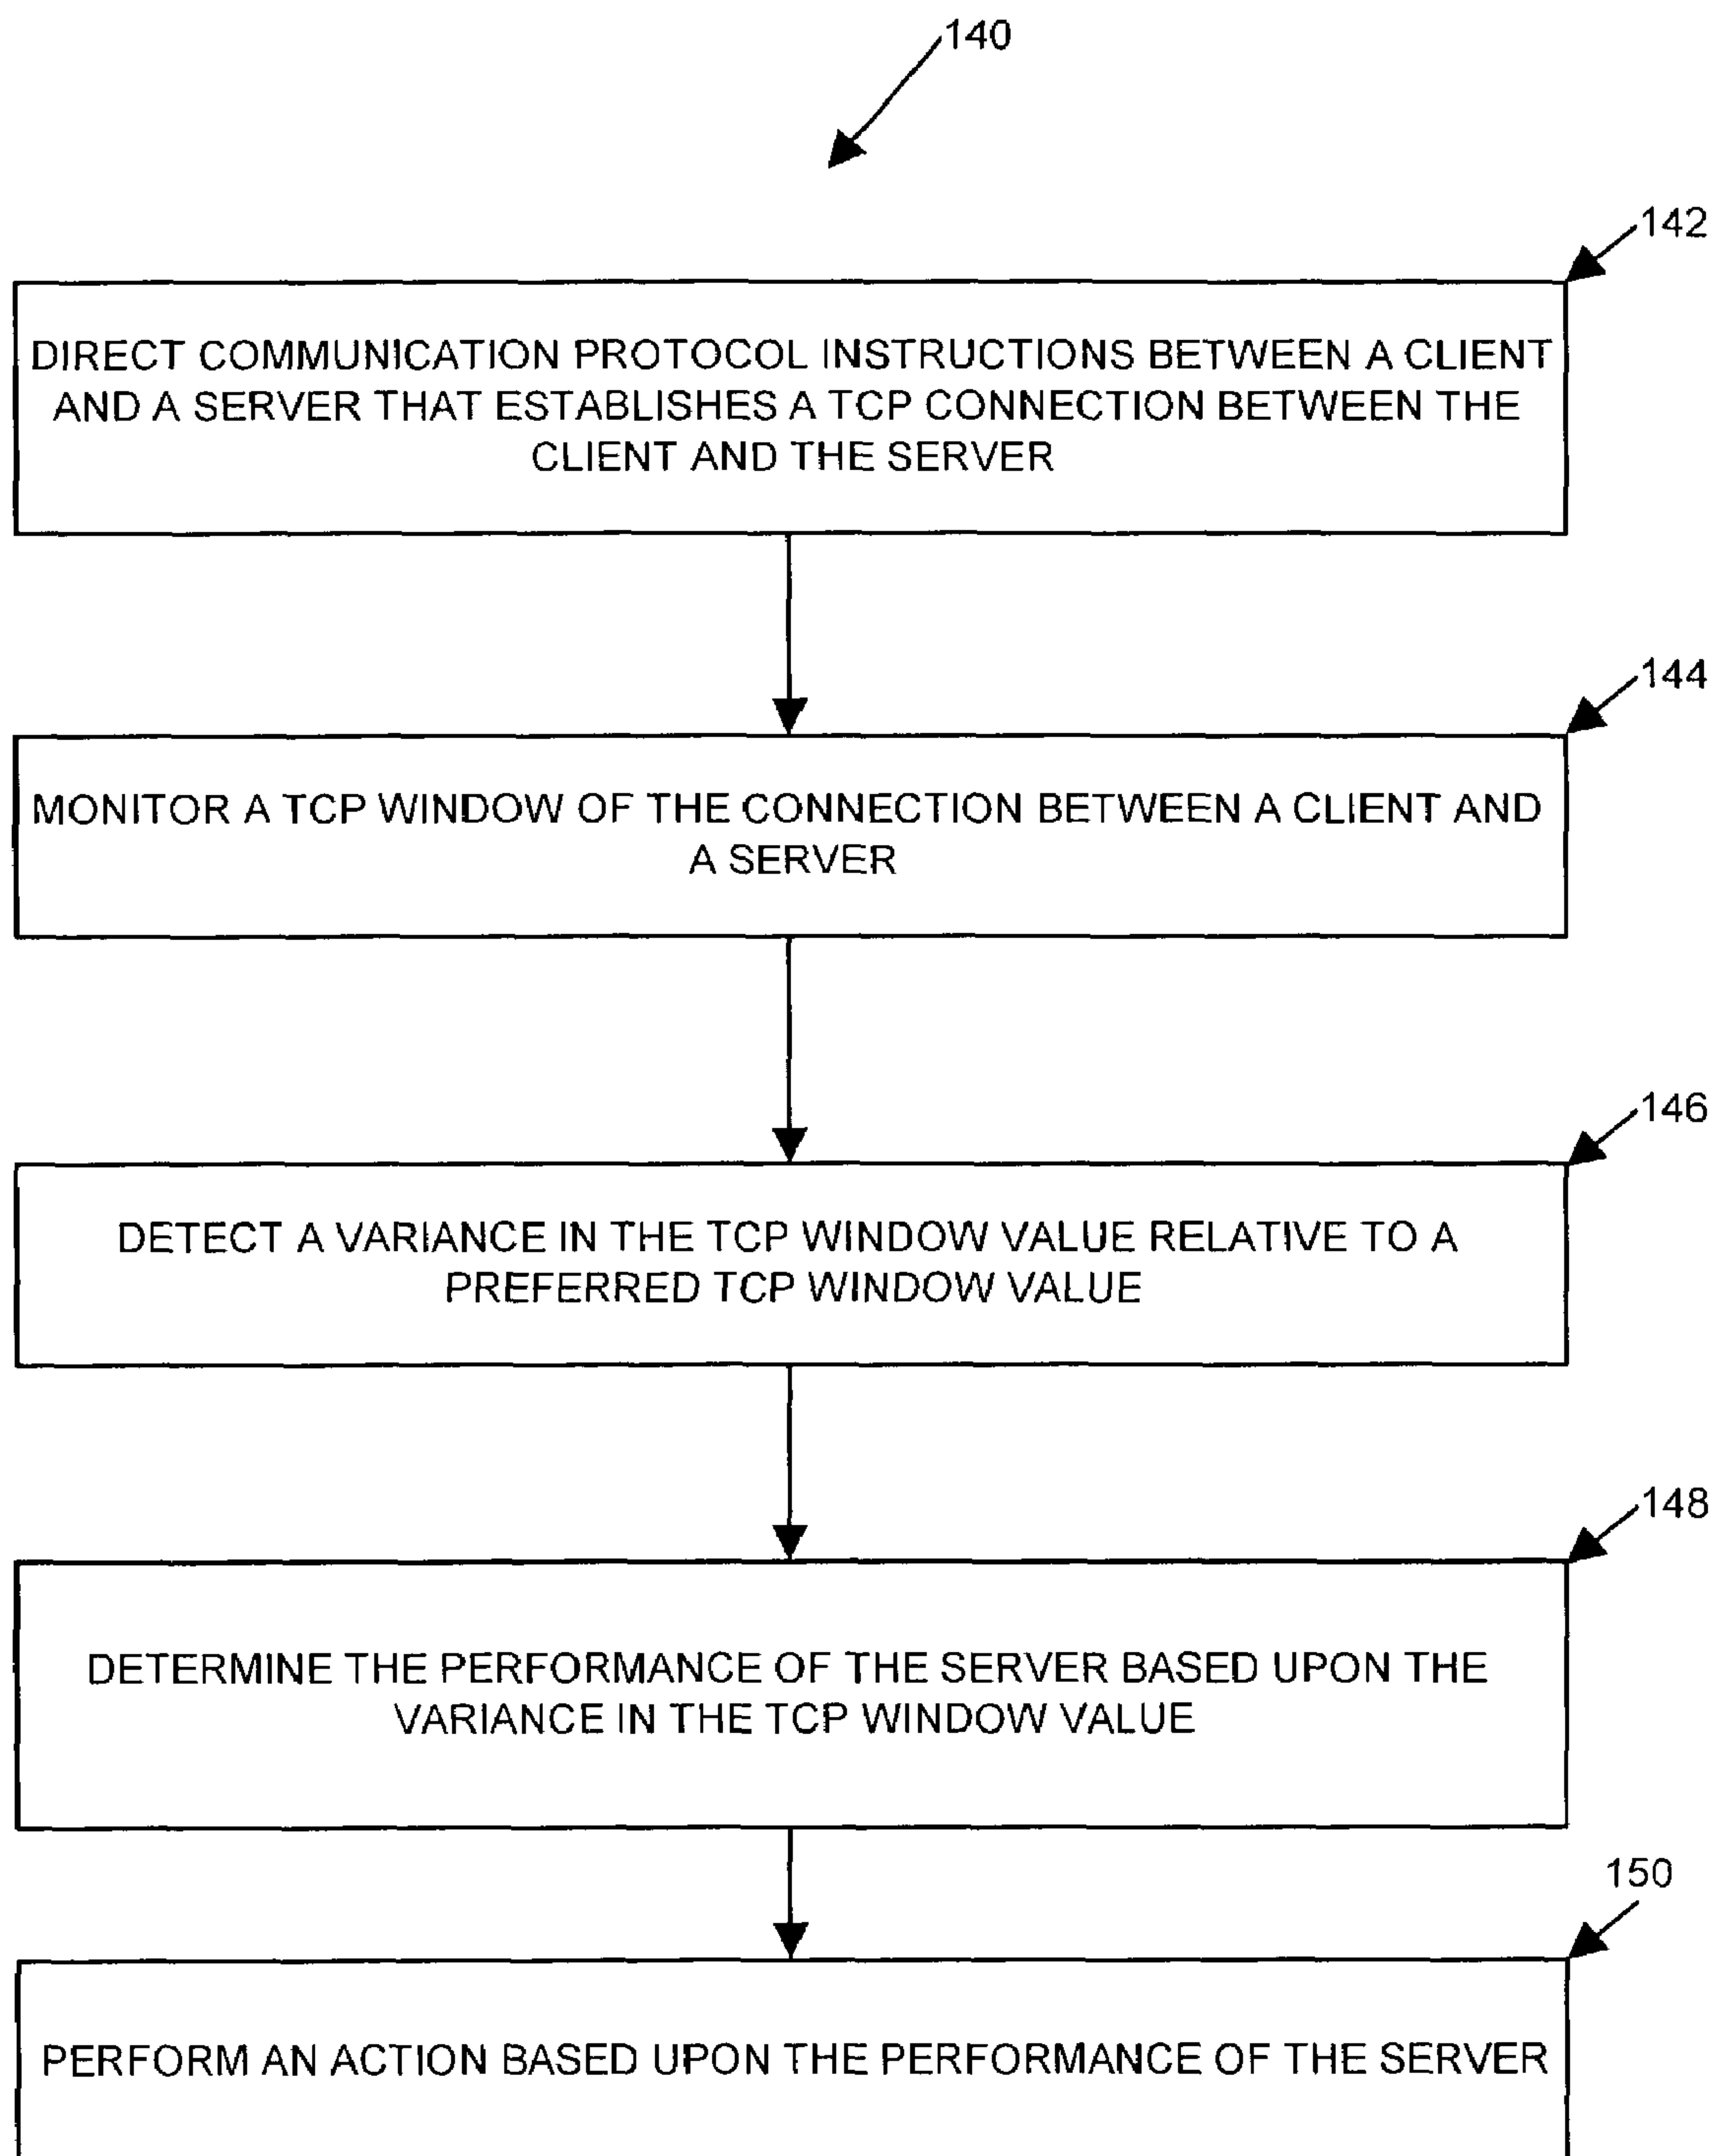 140
142
DIRECT COMMUNICATION PROTOCOL INSTRUCTIONS BETWEEN A CLIENT
AND A SERVER THAT ESTABLISHES A TCP CONNECTION BETWEEN THE
CLIENT AND THE SERVER
144
MONITOR A TCP WINDOW OF THE CONNECTION BETWEEN A CLIENT AND
A SERVER
146
DETECT A VARIANCE IN THE TCP WINDOW VALUE RELATIVE TO A
PREFERRED TCP WINDOW VALUE
148
DETERMINE THE PERFORMANCE OF THE SERVER BASED UPON THE
VARIANCE IN THE TCP WINDOW VALUE
150
PERFORM AN ACTION BASED UPON THE PERFORMANCE OF THE SERVER